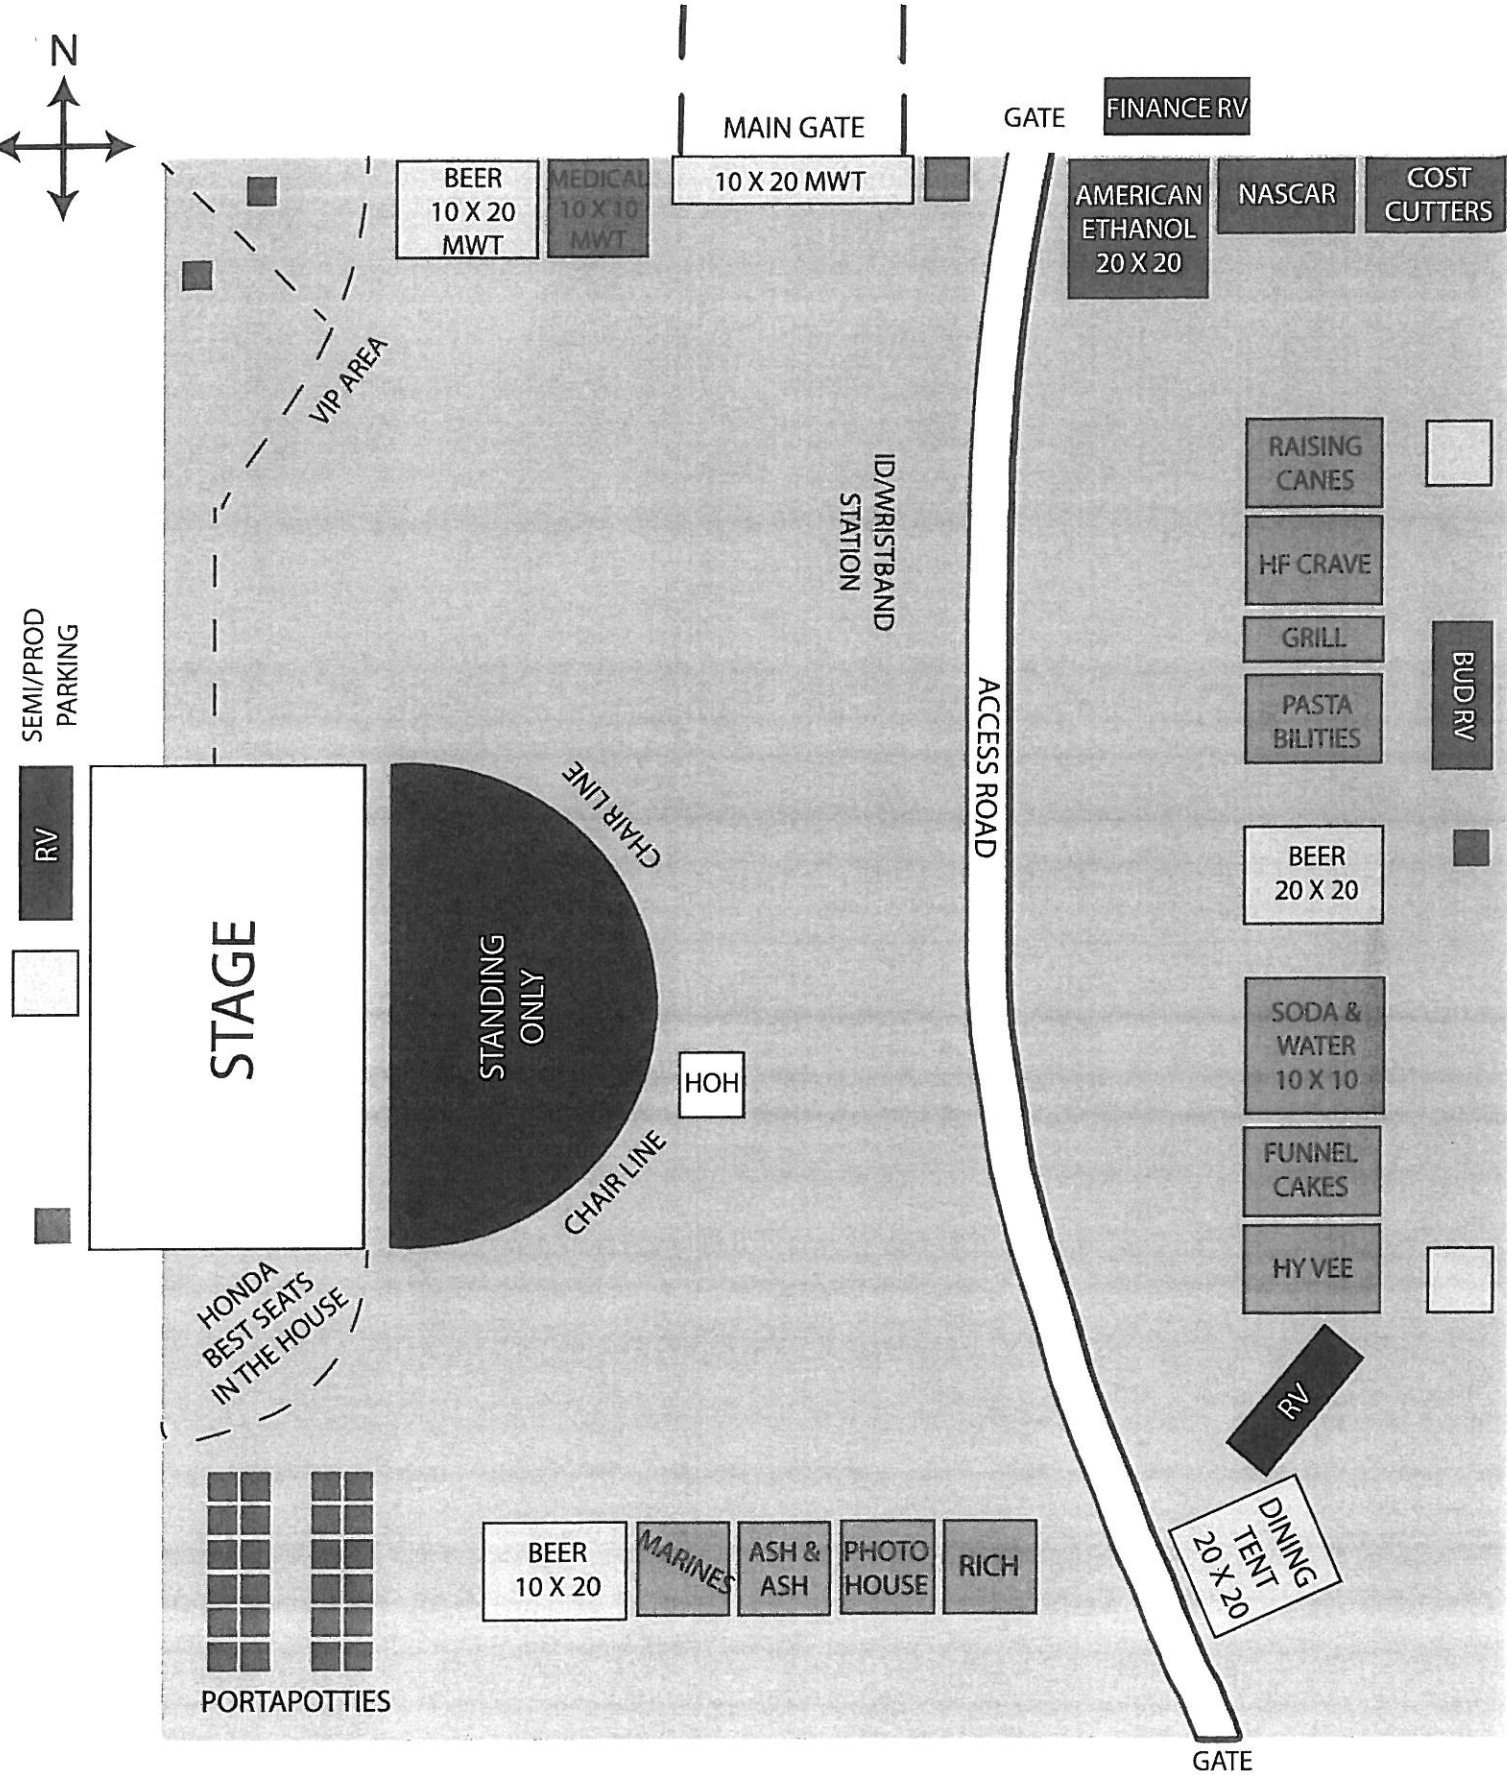 N
MAIN GATE
10 X 20 MWT
GATE
FINANCE RV
BEER
10 X 20
MWT
MEDICAL
10 X 10
MWT
AMERICAN
ETHANOL
20 X 20
NASCAR
COST
CUTTERS
VIP AREA
ID/WRISTBAND
STATION
RAISING
CANES
HF CRAVE
GRILL
PASTA
BILITIES
BUD RV
SEMI/PROD
PARKING
RV
STAGE
STANDING
ONLY
CHAIR LINE
CHAIR LINE
HOH
ACCESS ROAD
BEER
20 X 20
SODA &
WATER
10 X 10
FUNNEL
CAKES
HY VEE
RV
HONDA
BEST SEATS
IN THE HOUSE
DINING
TENT
20 X 20
BEER
10 X 20
MARINES
ASH &
ASH
PHOTO
HOUSE
RICH
PORTAPOTTIES
GATE